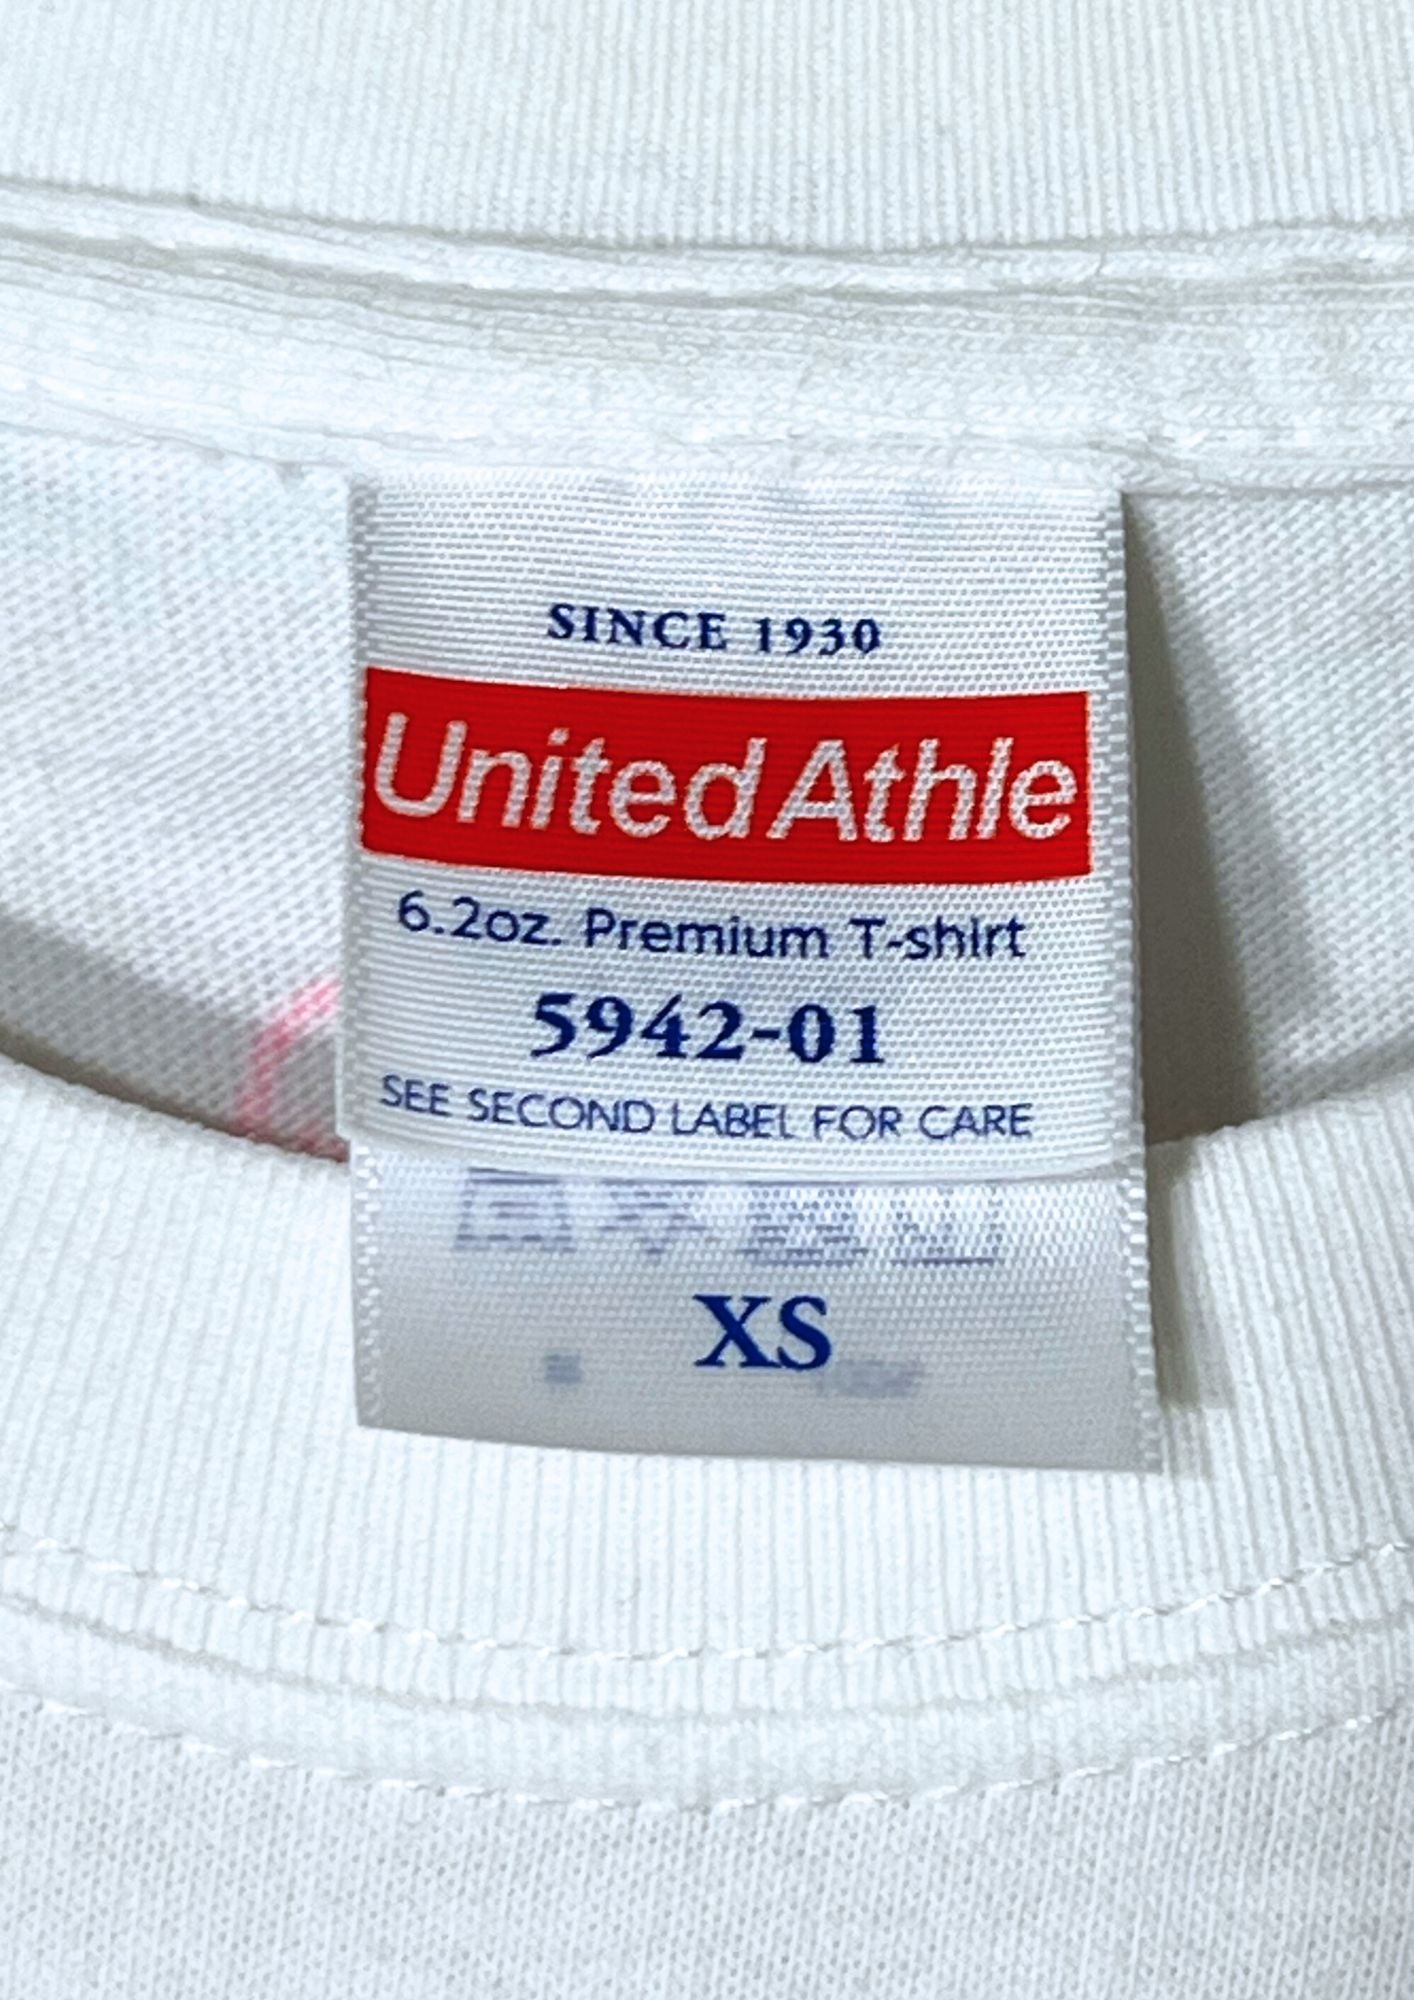 SINCE 1930
United Athle
6.2oz. Premium T-shirt
5942-01
SEE SECOND LABEL FOR CARE
XS